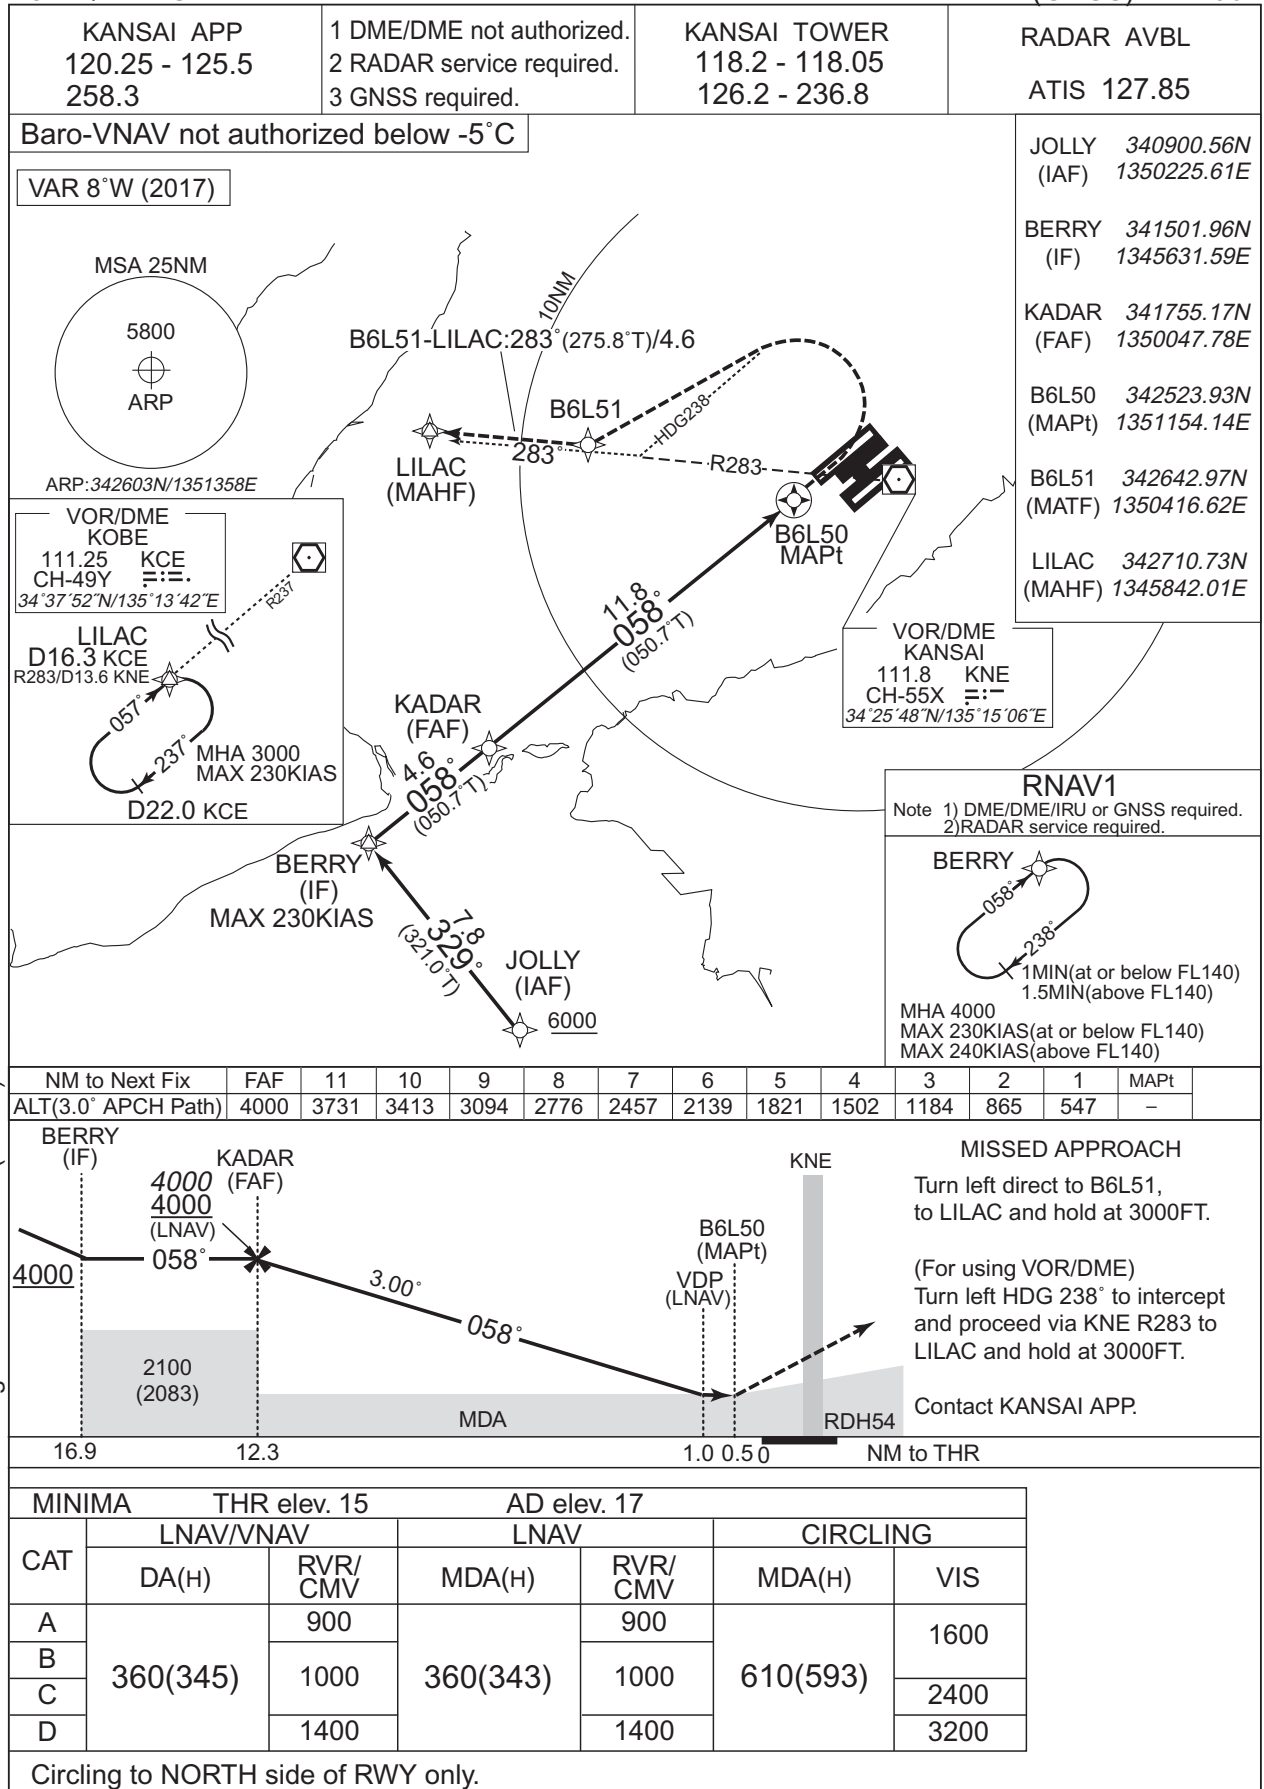 KANSAI APP
120.25 - 125.5
258.3
1 DME/DME not authorized.
2 RADAR service required.
3 GNSS required.
KANSAI TOWER
118.2 - 118.05
126.2 - 236.8
RADAR AVBL
ATIS 127.85
Baro-VNAV not authorized below -5˚C
VAR 8˚W (2017)
JOLLY 340900.56N
(IAF) 1350225.61E
BERRY 341501.96N
(IF) 1345631.59E
KADAR 341755.17N
(FAF) 1350047.78E
B6L50 342523.93N
(MAPt) 1351154.14E
B6L51 342642.97N
(MATF) 1350416.62E
LILAC 342710.73N
(MAHF) 1345842.01E
MSA 25NM
5800
ARP
ARP:342603N/1351358E
10NM
B6L51-LILAC:283˚(275.8˚T)/4.6
B6L51
HDG238
283˚
R283
LILAC
(MAHF)
B6L50
MAPt
VOR/DME
KOBE
111.25 KCE
CH-49Y
34˚37´52˝N/135˚13´42˝E
R237
LILAC
D16.3 KCE
R283/D13.6 KNE
057˚
237˚
MHA 3000
MAX 230KIAS
D22.0 KCE
11.8
058˚
(050.7˚T)
VOR/DME
KANSAI
111.8 KNE
CH-55X
34˚25´48˝N/135˚15´06˝E
KADAR
(FAF)
4.6
058˚
(050.7˚T)
BERRY
(IF)
MAX 230KIAS
7.8
329˚
(321.0˚T)
JOLLY
(IAF)
6000
RNAV1
Note 1) DME/DME/IRU or GNSS required.
2)RADAR service required.
BERRY
058˚
238˚
1MIN(at or below FL140)
1.5MIN(above FL140)
MHA 4000
MAX 230KIAS(at or below FL140)
MAX 240KIAS(above FL140)
NM to Next Fix FAF 11 10 9 8 7 6 5 4 3 2 1 MAPt
ALT(3.0˚ APCH Path) 4000 3731 3413 3094 2776 2457 2139 1821 1502 1184 865 547 –
BERRY
(IF)
KADAR
(FAF)
4000
4000
(LNAV)
058˚
4000
3.00˚
058˚
2100
(2083)
MDA
VDP
(LNAV)
B6L50
(MAPt)
KNE
RDH54
16.9 12.3 1.0 0.5 0 NM to THR
MISSED APPROACH
Turn left direct to B6L51,
to LILAC and hold at 3000FT.
(For using VOR/DME)
Turn left HDG 238˚ to intercept
and proceed via KNE R283 to
LILAC and hold at 3000FT.
Contact KANSAI APP.
MINIMA THR elev. 15 AD elev. 17
CAT LNAV/VNAV LNAV CIRCLING
DA(H) RVR/CMV MDA(H) RVR/CMV MDA(H) VIS
A 900 900 1600
B 360(345) 1000 360(343) 1000 610(593)
C 2400
D 1400 1400 3200
Circling to NORTH side of RWY only.